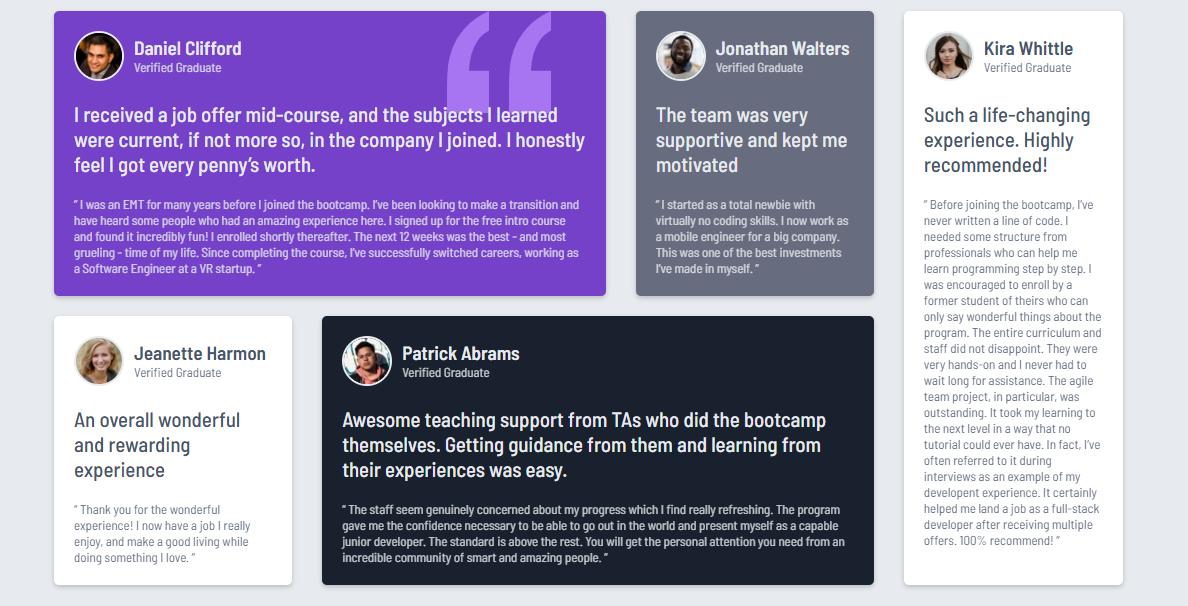 Daniel Clifford
Verified Graduate
I received a job offer mid-course, and the subjects I learned
were current, if not more so, in the company I joined. I honestly
feel I got every penny’s worth.
“ I was an EMT for many years before I joined the bootcamp. I’ve been looking to make a transition and
have heard some people who had an amazing experience here. I signed up for the free intro course
and found it incredibly fun! I enrolled shortly thereafter. The next 12 weeks was the best - and most
grueling - time of my life. Since completing the course, I’ve successfully switched careers, working as
a Software Engineer at a VR startup. ”
Jonathan Walters
Verified Graduate
The team was very
supportive and kept me
motivated
“ I started as a total newbie with
virtually no coding skills. I now work as
a mobile engineer for a big company.
This was one of the best investments
I’ve made in myself. ”
Kira Whittle
Verified Graduate
Such a life-changing
experience. Highly
recommended!
“ Before joining the bootcamp, I’ve
never written a line of code. I
needed some structure from
professionals who can help me
learn programming step by step. I
was encouraged to enroll by a
former student of theirs who can
only say wonderful things about the
program. The entire curriculum and
staff did not disappoint. They were
very hands-on and I never had to
wait long for assistance. The agile
team project, in particular, was
outstanding. It took my learning to
the next level in a way that no
tutorial could ever have. In fact, I’ve
often referred to it during
interviews as an example of my
developent experience. It certainly
helped me land a job as a full-stack
developer after receiving multiple
offers. 100% recommend! ”
Jeanette Harmon
Verified Graduate
An overall wonderful
and rewarding
experience
“ Thank you for the wonderful
experience! I now have a job I really
enjoy, and make a good living while
doing something I love. ”
Patrick Abrams
Verified Graduate
Awesome teaching support from TAs who did the bootcamp
themselves. Getting guidance from them and learning from
their experiences was easy.
“ The staff seem genuinely concerned about my progress which I find really refreshing. The program
gave me the confidence necessary to be able to go out in the world and present myself as a capable
junior developer. The standard is above the rest. You will get the personal attention you need from an
incredible community of smart and amazing people. ”